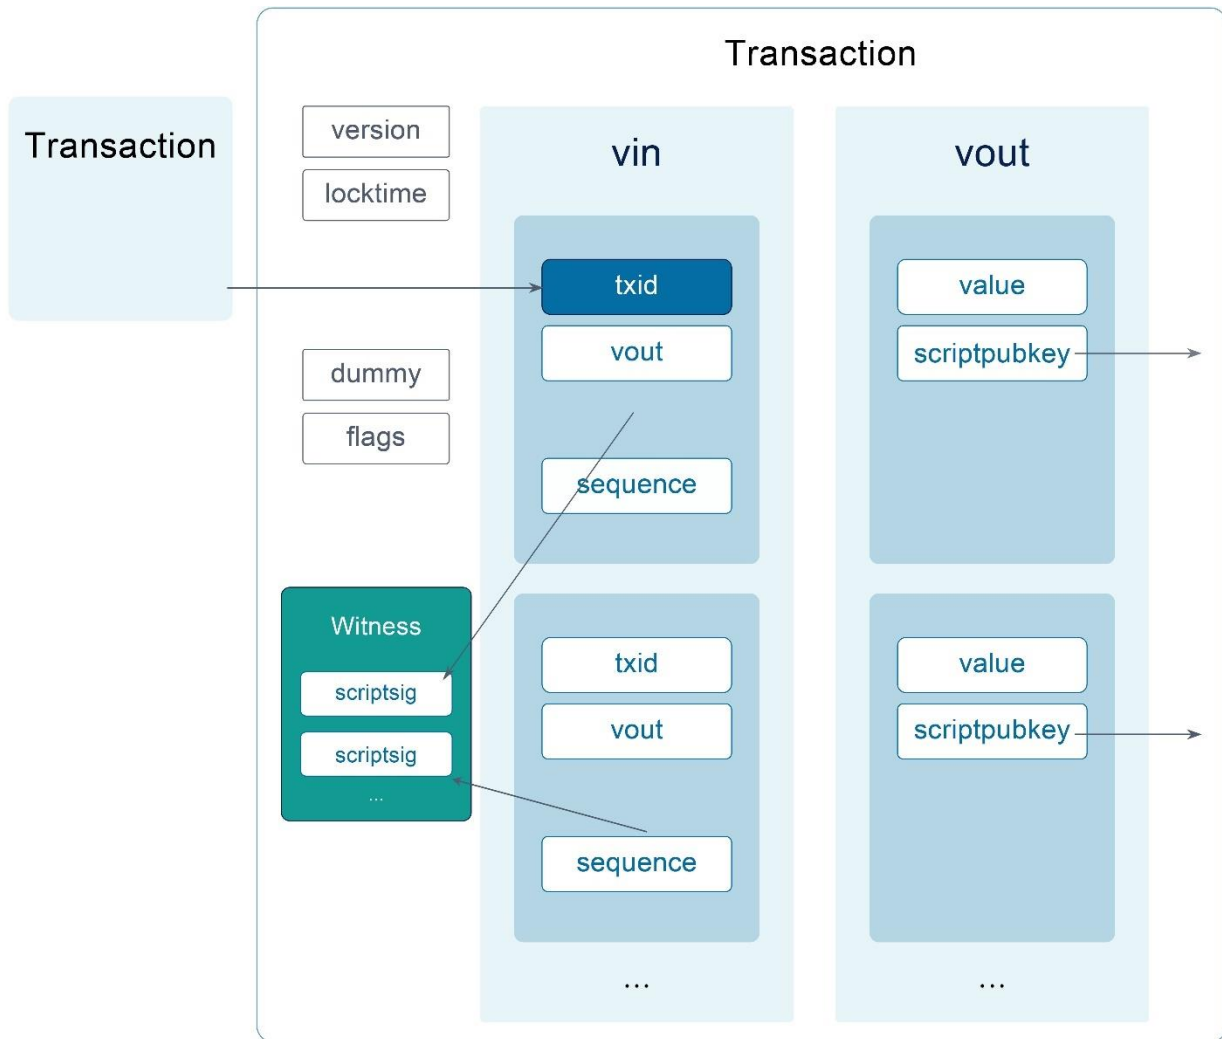 Transaction
Transaction
version
locktime
dummy
flags
Witness
scriptsig
scriptsig
...
vin
txid
vout
sequence
txid
vout
sequence
...
vout
value
scriptpubkey
value
scriptpubkey
...